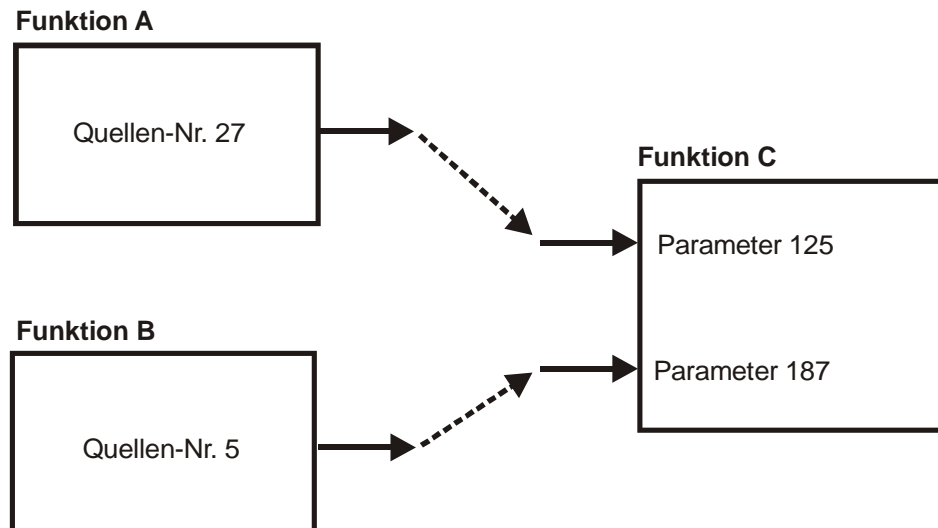 Funktion A
Quellen-Nr. 27
Funktion C
Parameter 125
Funktion B
Parameter 187
Quellen-Nr. 5